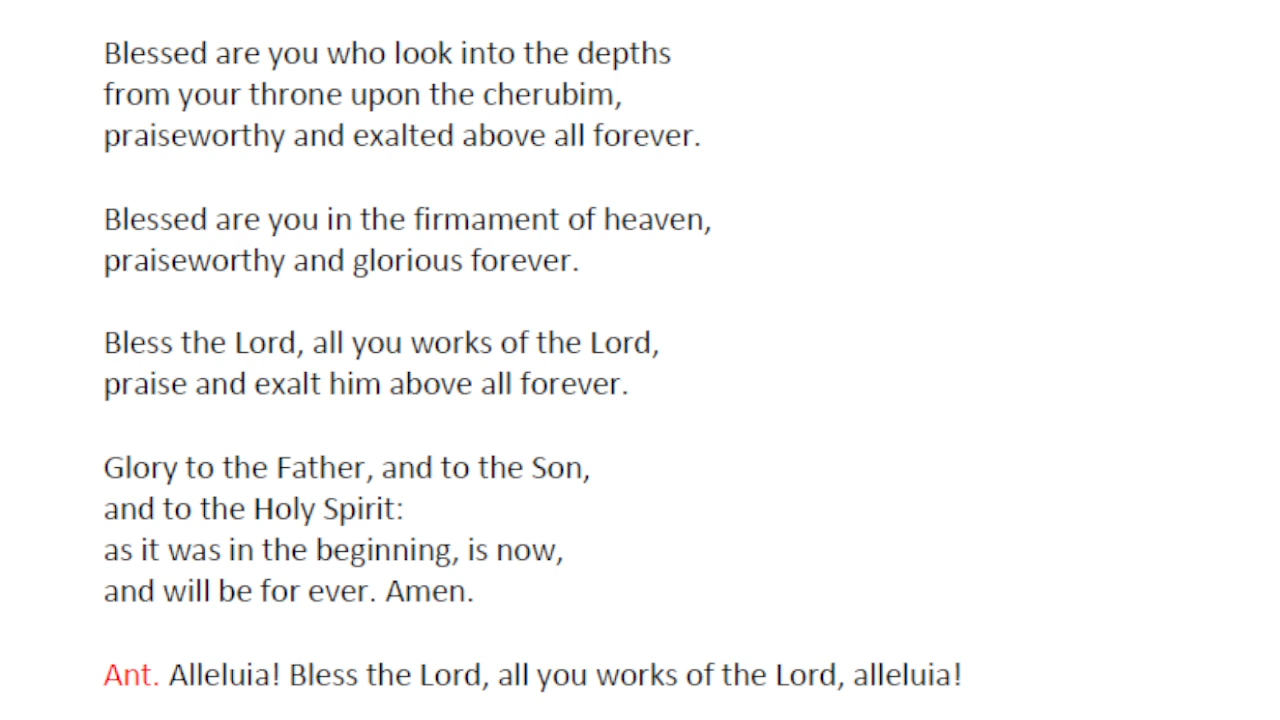 Blessed are you who look into the depths
from your throne upon the cherubim,
praiseworthy and exalted above all forever.
Blessed are you in the firmament of heaven,
praiseworthy and glorious forever.
Bless the Lord, all you works of the Lord,
praise and exalt him above all forever.
Glory to the Father, and to the Son,
and to the Holy Spirit:
as it was in the beginning, is now,
and will be for ever. Amen.
Ant. Alleluia! Bless the Lord, all you works of the Lord, alleluia!